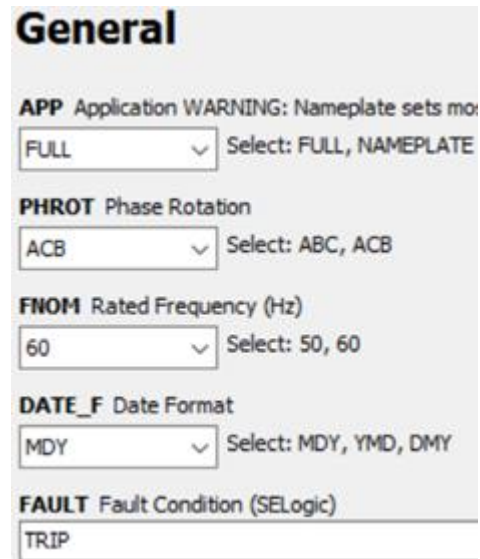 General
APP Application WARNING: Nameplate sets
FULL Select: FULL, NAMEPLATE
PHROT Phase Rotation
ACB Select: ABC, ACB
FNOM Rated Frequency (Hz)
60 Select: 50, 60
DATE_F Date Format
MDY Select: MDY, YMD, DMY
FAULT Fault Condition (SELogic)
TRIP